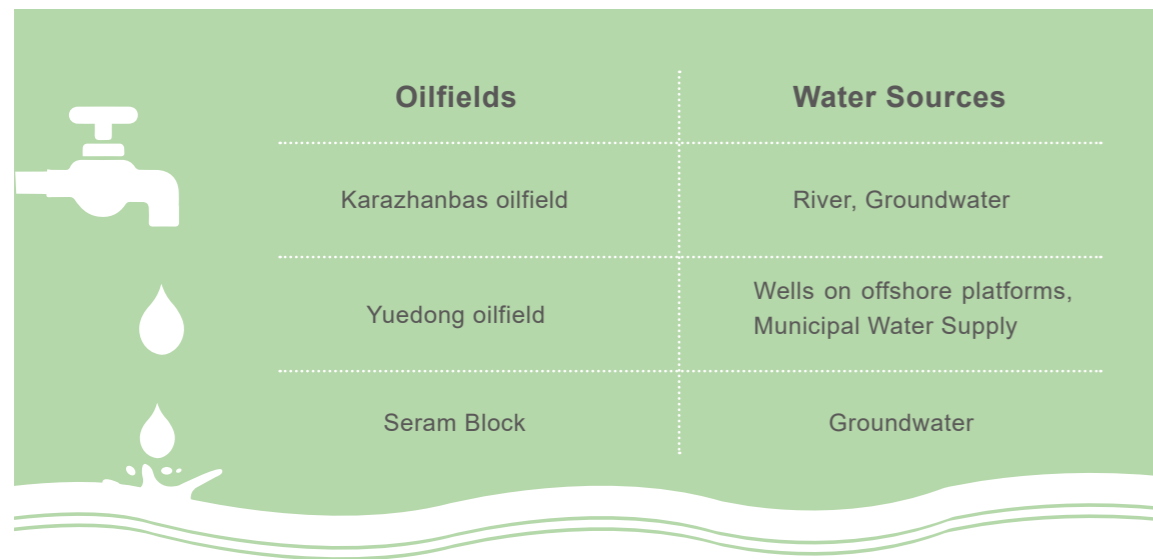 Oilfields
Water Sources
Karazhanbas oilfield
River, Groundwater
Yuedong oilfield
Wells on offshore platforms,
Municipal Water Supply
Seram Block
Groundwater